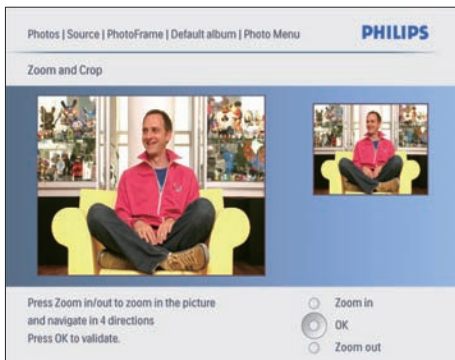 Photos | Source | PhotoFrame | Default album | Photo Menu
PHILIPS
Zoom and Crop
Press Zoom in/out to zoom in the picture
and navigate in 4 directions
Press OK to validate.
Zoom in
OK
Zoom out